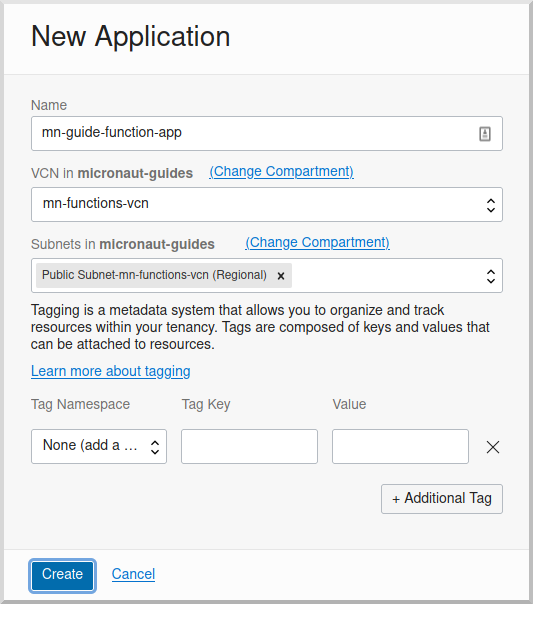 New Application
Name
mn-guide-function-app
VCN in micronaut-guides (Change Compartment)
mn-functions-vcn
Subnets in micronaut-guides (Change Compartment)
Public Subnet-mn-functions-vcn (Regional) ×
Tagging is a metadata system that allows you to organize and track
resources within your tenancy. Tags are composed of keys and values that
can be attached to resources.
Learn more about tagging
Tag Namespace Tag Key Value
None (add a ...
+ Additional Tag
Create Cancel